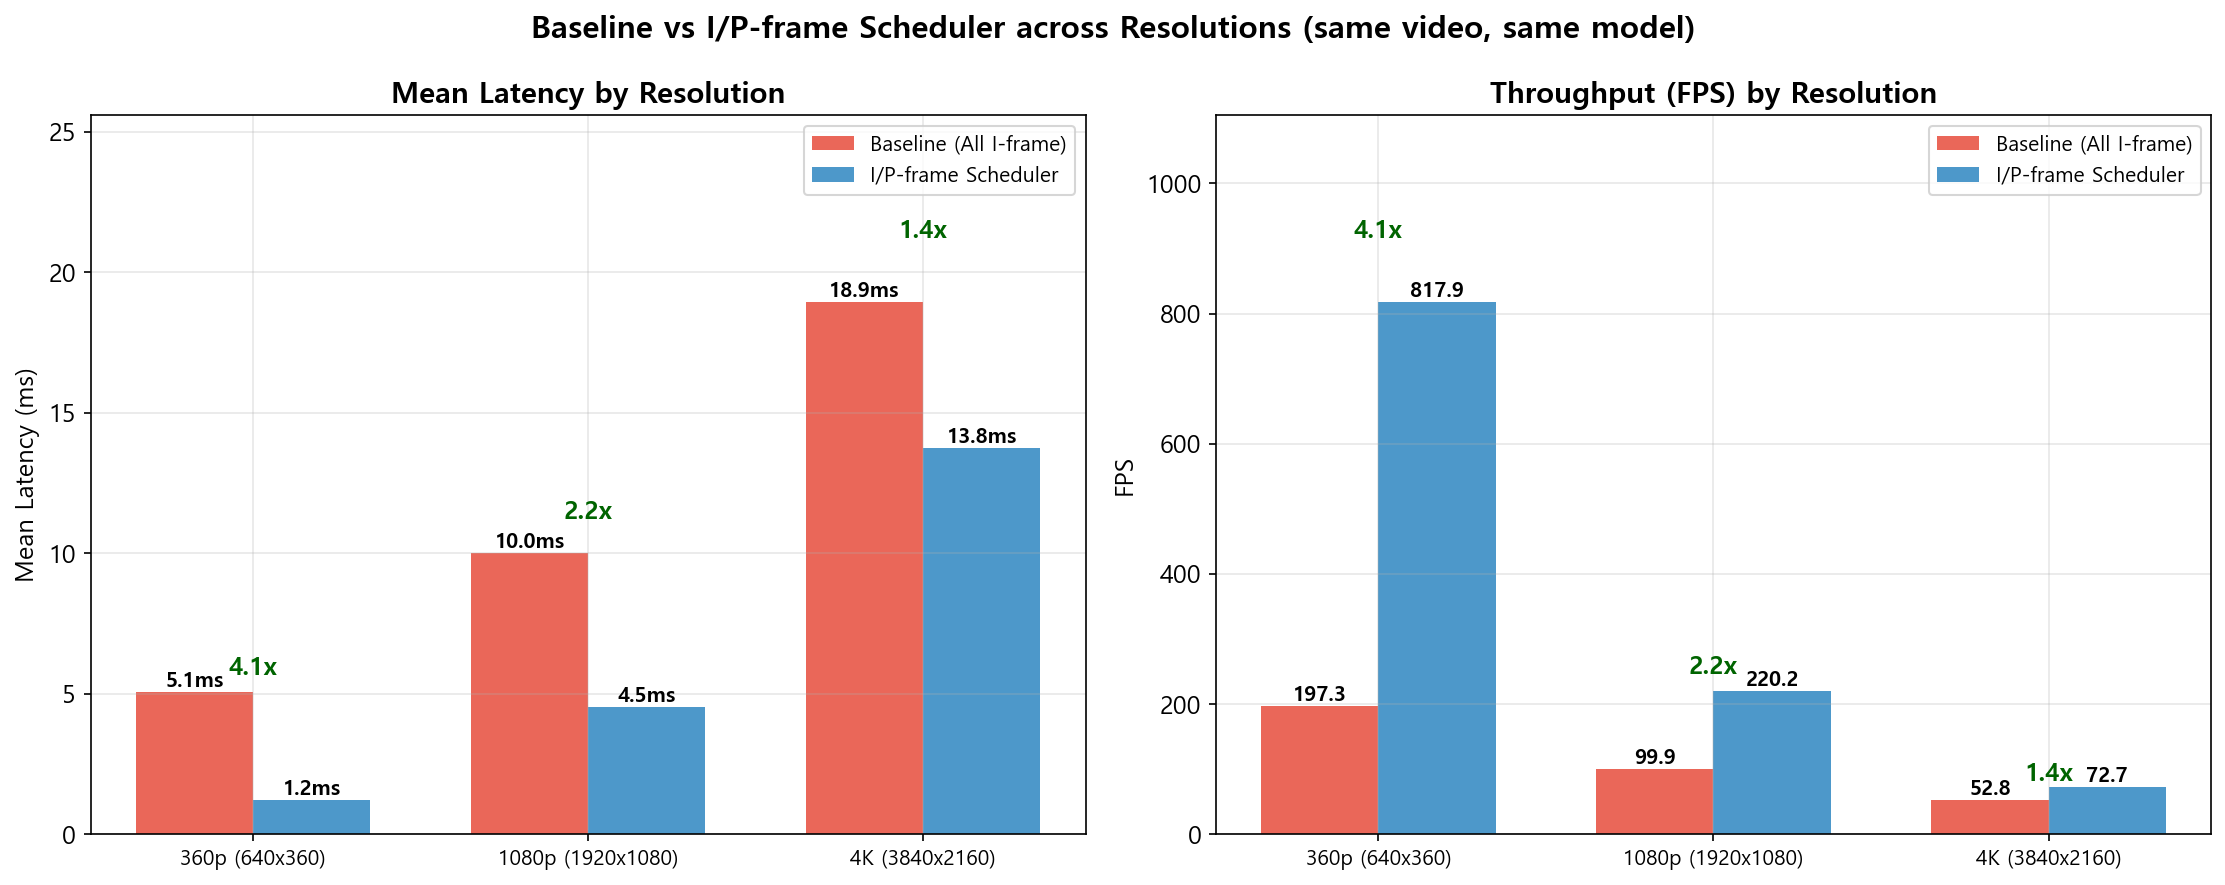 Baseline vs I/P-frame Scheduler across Resolutions (same video, same model)
Mean Latency by Resolution
Mean Latency (ms)
25
20
15
10
5
0
Baseline (All I-frame)
I/P-frame Scheduler
1.4x
18.9ms
13.8ms
2.2x
10.0ms
4.5ms
4.1x
5.1ms
1.2ms
360p (640x360)
1080p (1920x1080)
4K (3840x2160)
Throughput (FPS) by Resolution
FPS
1000
800
600
400
200
0
Baseline (All I-frame)
I/P-frame Scheduler
4.1x
817.9
197.3
2.2x
220.2
99.9
1.4x
72.7
52.8
360p (640x360)
1080p (1920x1080)
4K (3840x2160)